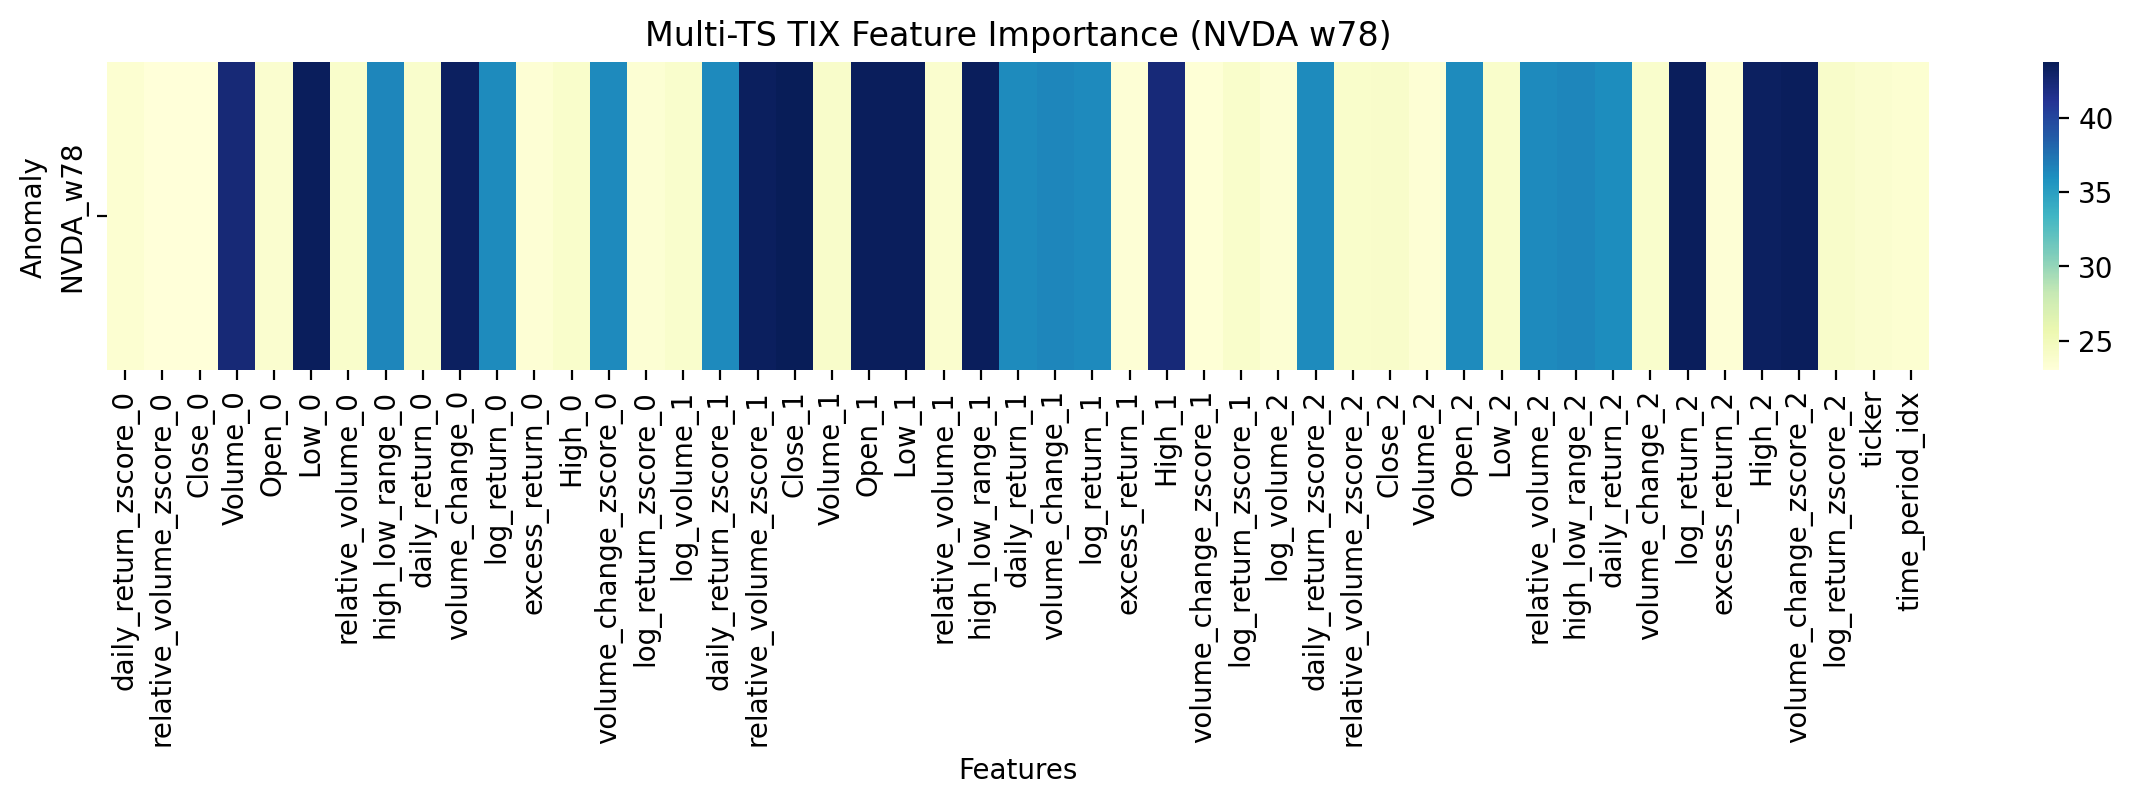 Multi-TS TIX Feature Importance (NVDA w78)
Anomaly
NVDA_w78
40
35
30
25
daily_return_zscore_0
relative_volume_zscore_0
Close_0
Volume_0
Open_0
Low_0
relative_volume_0
high_low_range_0
daily_return_0
volume_change_0
log_return_0
excess_return_0
High_0
volume_change_zscore_0
log_return_zscore_0
log_volume_1
daily_return_zscore_1
relative_volume_zscore_1
Close_1
Volume_1
Open_1
Low_1
relative_volume_1
high_low_range_1
daily_return_1
volume_change_1
log_return_1
excess_return_1
High_1
volume_change_zscore_1
log_return_zscore_1
log_volume_2
daily_return_zscore_2
relative_volume_zscore_2
Close_2
Volume_2
Open_2
Low_2
relative_volume_2
high_low_range_2
daily_return_2
volume_change_2
log_return_2
excess_return_2
High_2
volume_change_zscore_2
log_return_zscore_2
ticker
time_period_idx
Features